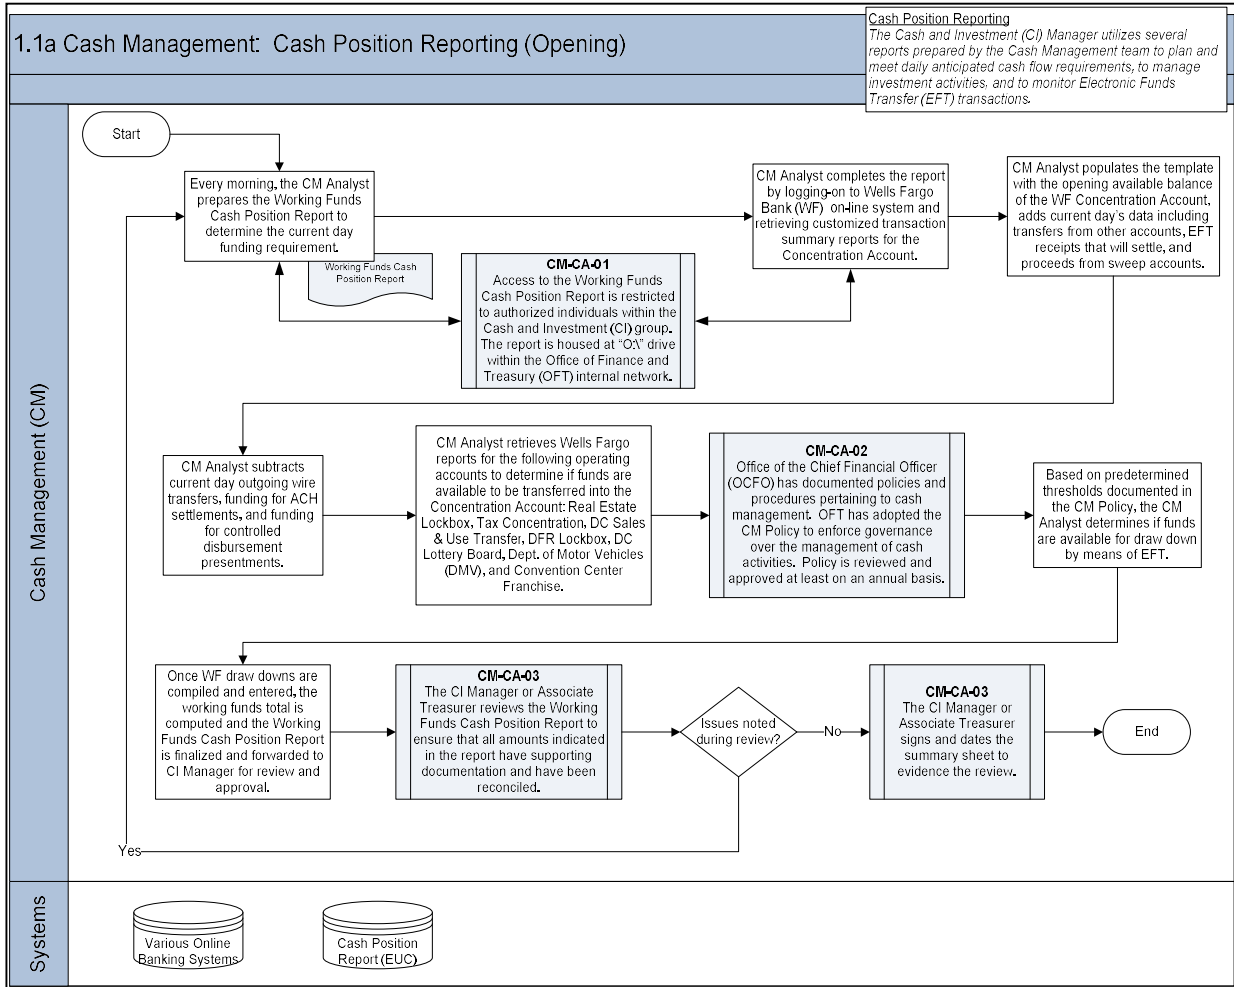 1.1a Cash Management:  Cash Position Reporting (Opening)
Cash Position Reporting
The Cash and Investment (CI) Manager utilizes several
reports prepared by the Cash Management team to plan and
meet daily anticipated cash flow requirements, to manage
investment activities, and to monitor Electronic Funds
Transfer (EFT) transactions.
Cash Management (CM)
Start
Every morning, the CM Analyst
prepares the Working Funds
Cash Position Report to
determine the current day
funding requirement.
Working Funds Cash
Position Report
CM-CA-01
Access to the Working Funds
Cash Position Report is restricted
to authorized individuals within the
Cash and Investment (CI) group.
The report is housed at "O:\" drive
within the Office of Finance and
Treasury (OFT) internal network.
CM Analyst completes the report
by logging-on to Wells Fargo
Bank (WF)  on-line system and
retrieving customized transaction
summary reports for the
Concentration Account.
CM Analyst populates the template
with the opening available balance
of the WF Concentration Account,
adds current day's data including
transfers from other accounts, EFT
receipts that will settle, and
proceeds from sweep accounts.
CM Analyst subtracts
current day outgoing wire
transfers, funding for ACH
settlements, and funding
for controlled
disbursement
presentments.
CM Analyst retrieves Wells Fargo
reports for the following operating
accounts to determine if funds are
available to be transferred into the
Concentration Account: Real Estate
Lockbox, Tax Concentration, DC Sales
& Use Transfer, DFR Lockbox, DC
Lottery Board, Dept. of Motor Vehicles
(DMV), and Convention Center
Franchise.
CM-CA-02
Office of the Chief Financial Officer
(OCFO) has documented policies and
procedures pertaining to cash
management.  OFT has adopted the
CM Policy to enforce governance
over the management of cash
activities.  Policy is reviewed and
approved at least on an annual basis.
Based on predetermined
thresholds documented in
the CM Policy, the CM
Analyst determines if funds
are available for draw down
by means of EFT.
Once WF draw downs are
compiled and entered, the
working funds total is
computed and the Working
Funds Cash Position Report
is finalized and forwarded to
CI Manager for review and
approval.
CM-CA-03
The CI Manager or Associate
Treasurer reviews the Working
Funds Cash Position Report to
ensure that all amounts indicated
in the report have supporting
documentation and have been
reconciled.
Issues noted
during review?
No
CM-CA-03
The CI Manager or
Associate Treasurer
signs and dates the
summary sheet to
evidence the review.
End
Yes
Systems
Various Online
Banking Systems
Cash Position
Report (EUC)